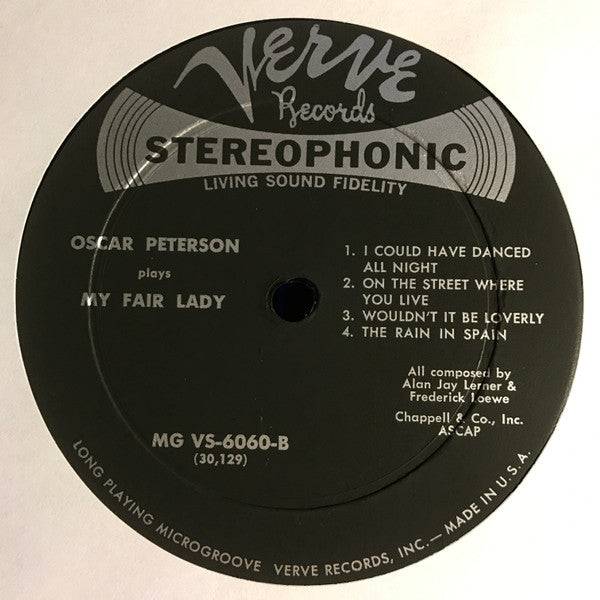 Verve
Records
STEREOPHONIC
LIVING SOUND FIDELITY
OSCAR PETERSON
plays
MY FAIR LADY
1. I COULD HAVE DANCED
ALL NIGHT
2. ON THE STREET WHERE
YOU LIVE
3. WOULDN'T IT BE LOVERLY
4. THE RAIN IN SPAIN
All composed by
Alan Jay Lerner &
Frederick Loewe
Chappell & Co., Inc.
ASCAP
MG VS-6060-B
(30,129)
LONG PLAYING MICROGROOVE VERVE RECORDS, INC.—MADE IN U.S.A.